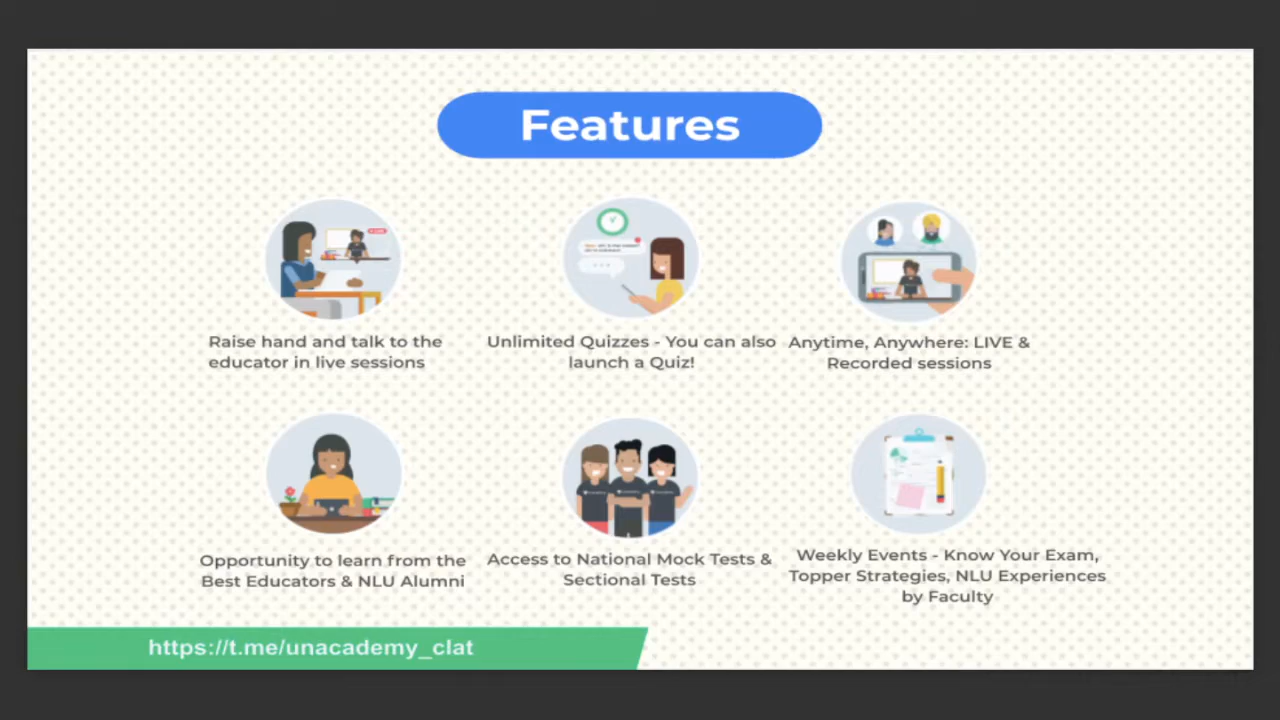 Features
Raise hand and talk to the
educator in live sessions
Unlimited Quizzes - You can also
launch a Quiz!
Anytime, Anywhere: LIVE &
Recorded sessions
Opportunity to learn from the
Best Educators & NLU Alumni
Access to National Mock Tests &
Sectional Tests
Weekly Events - Know Your Exam,
Topper Strategies, NLU Experiences
by Faculty
https://t.me/unacademy_clat